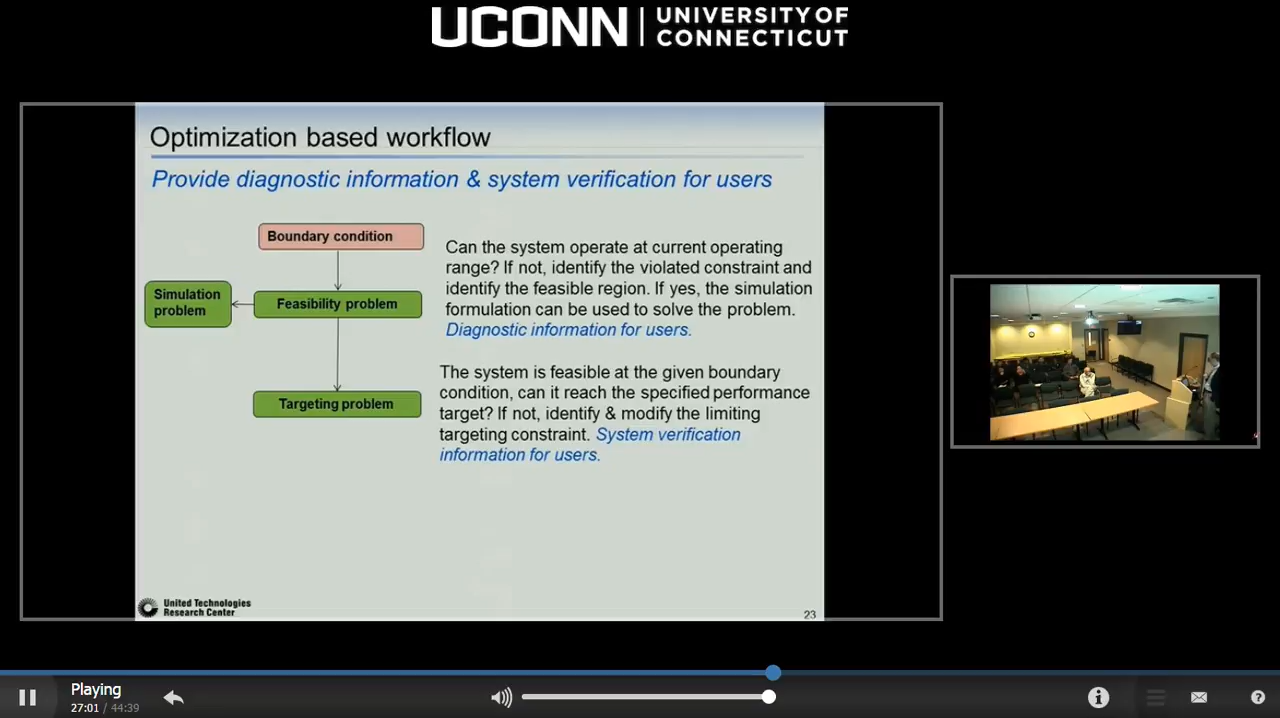 UCONN
UNIVERSITY OF
CONNECTICUT
Optimization based workflow
Provide diagnostic information & system verification for users
Boundary condition
Simulation
problem
Feasibility problem
Targeting problem
Can the system operate at current operating
range? If not, identify the violated constraint and
identify the feasible region. If yes, the simulation
formulation can be used to solve the problem.
Diagnostic information for users.
The system is feasible at the given boundary
condition, can it reach the specified performance
target? If not, identify & modify the limiting
targeting constraint. System verification
information for users.
United Technologies
Research Center
23
Playing
27:01 / 44:39